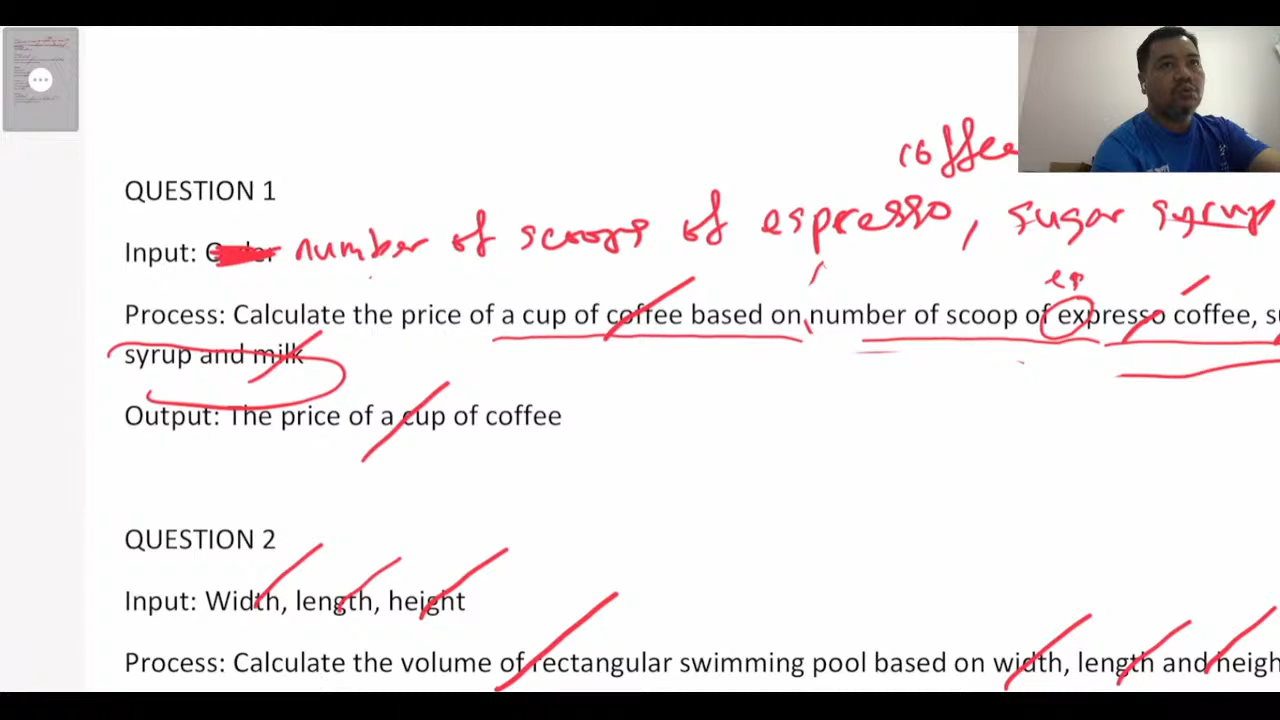 coffee
QUESTION 1
Input: number of scoops of espresso, sugar syrup
es
Process: Calculate the price of a cup of coffee based on number of scoop of expresso coffee, su
syrup and milk
Output: The price of a cup of coffee
QUESTION 2
Input: Width, length, height
Process: Calculate the volume of rectangular swimming pool based on width, length and heigh